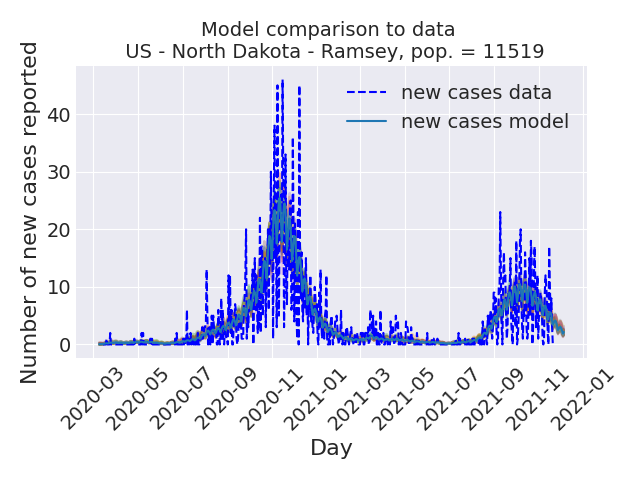 Model comparison to data
US - North Dakota - Ramsey, pop. = 11519
new cases data
new cases model
Number of new cases reported
40
30
20
10
0
2020-03
2020-05
2020-07
2020-09
2020-11
2021-01
2021-03
2021-05
2021-07
2021-09
2021-11
2022-01
Day